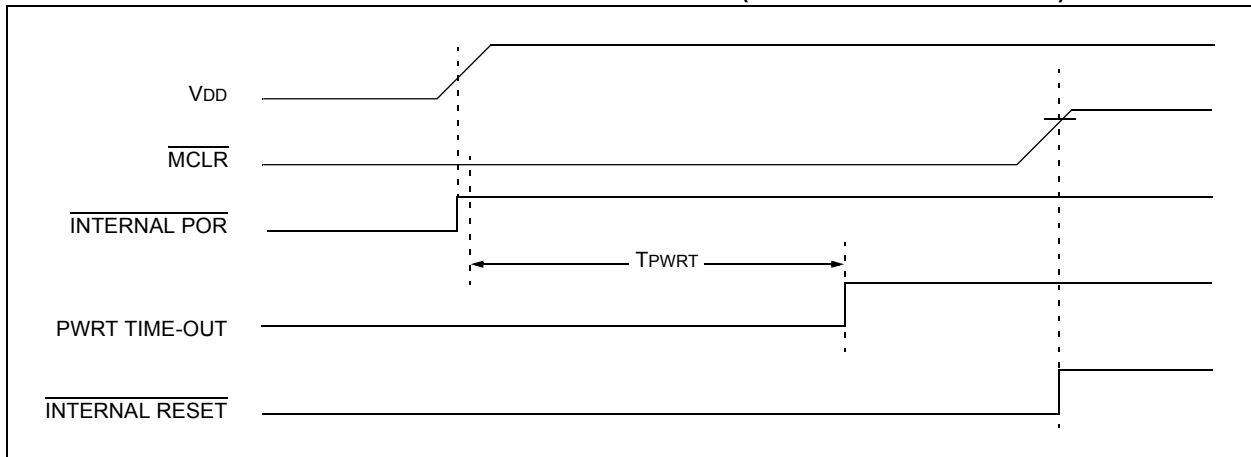 VDD
MCLR
INTERNAL POR
TPWRT
PWRT TIME-OUT
INTERNAL RESET